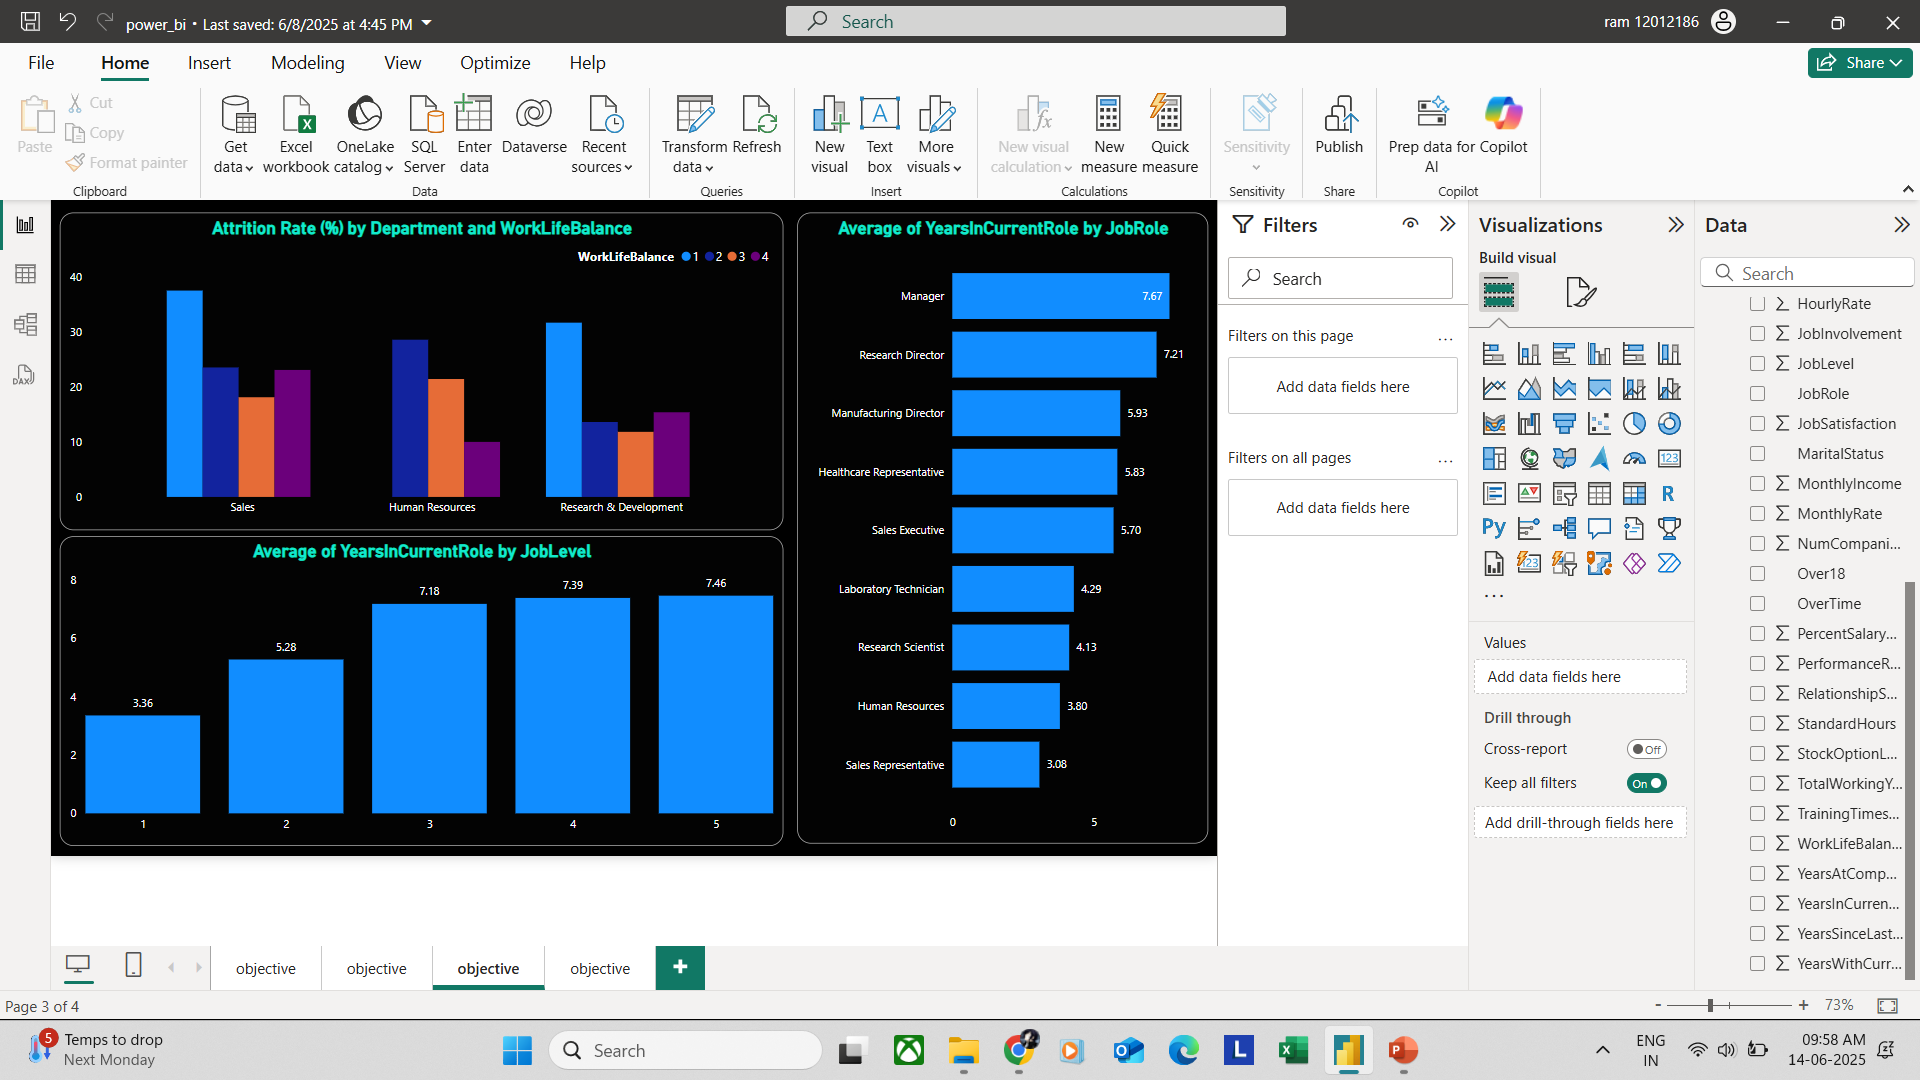 power_bi • Last saved: 6/8/2025 at 4:45 PM
Search
ram 12012186
File Home Insert Modeling View Optimize Help
Share
Paste
Cut
Copy
Format painter
Clipboard
Get data
Excel workbook
OneLake catalog
SQL Server
Enter data
Dataverse
Recent sources
Data
Transform data
Refresh
Queries
New visual
Text box
More visuals
Insert
New visual calculation
New measure
Quick measure
Calculations
Sensitivity
Sensitivity
Publish
Share
Prep data for AI
Copilot
Copilot
Attrition Rate (%) by Department and WorkLifeBalance
WorkLifeBalance 1 2 3 4
40
30
20
10
0
Sales Human Resources Research & Development
Average of YearsInCurrentRole by JobLevel
8
6
4
2
0
3.36
5.28
7.18
7.39
7.46
1 2 3 4 5
Average of YearsInCurrentRole by JobRole
Manager 7.67
Research Director 7.21
Manufacturing Director 5.93
Healthcare Representative 5.83
Sales Executive 5.70
Laboratory Technician 4.29
Research Scientist 4.13
Human Resources 3.80
Sales Representative 3.08
0 5
Filters
Search
Filters on this page ...
Add data fields here
Filters on all pages ...
Add data fields here
Visualizations
Build visual
123
R
Py
123
...
Values
Add data fields here
Drill through
Cross-report Off
Keep all filters On
Add drill-through fields here
Data
Search
HourlyRate
JobInvolvement
JobLevel
JobRole
JobSatisfaction
MaritalStatus
MonthlyIncome
MonthlyRate
NumCompani...
Over18
OverTime
PercentSalary...
PerformanceR...
RelationshipS...
StandardHours
StockOptionL...
TotalWorkingY...
TrainingTimes...
WorkLifeBalan...
YearsAtComp...
YearsInCurren...
YearsSinceLast...
YearsWithCurr...
DAX
objective objective objective objective +
Page 3 of 4
- + 73%
5
Temps to drop
Next Monday
Search
L
ENG
IN
09:58 AM
14-06-2025